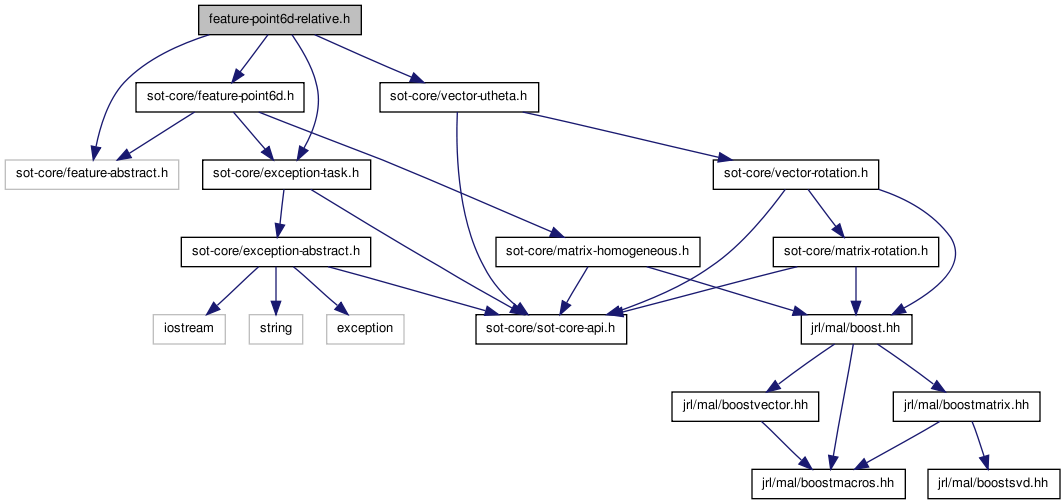 feature-point6d-relative.h
sot-core/feature-point6d.h
sot-core/vector-utheta.h
sot-core/feature-abstract.h
sot-core/exception-task.h
sot-core/vector-rotation.h
sot-core/exception-abstract.h
sot-core/matrix-homogeneous.h
sot-core/matrix-rotation.h
iostream
string
exception
sot-core/sot-core-api.h
jrl/mal/boost.hh
jrl/mal/boostvector.hh
jrl/mal/boostmatrix.hh
jrl/mal/boostmacros.hh
jrl/mal/boostsvd.hh